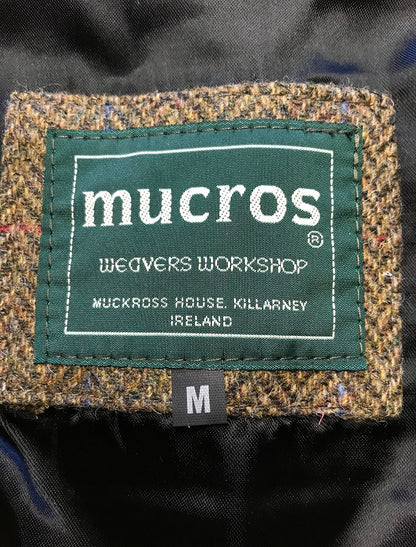 mucros
®
WEAVERS WORKSHOP
MUCKROSS HOUSE, KILLARNEY
IRELAND
M